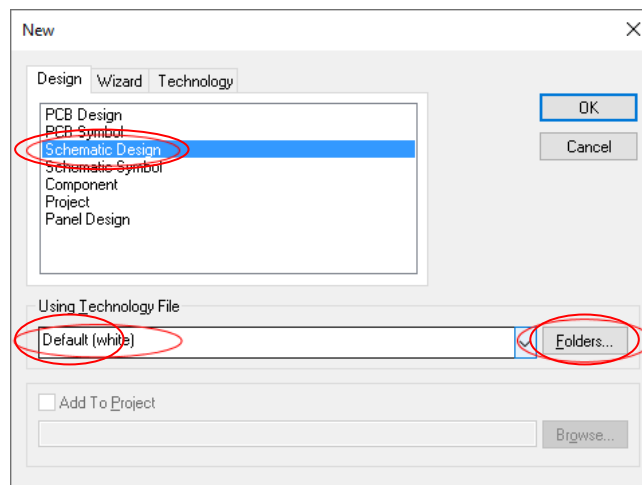 New
Design Wizard Technology
PCB Design
PCB Symbol
Schematic Design
Schematic Symbol
Component
Project
Panel Design
OK
Cancel
Using Technology File
Default (white)
Folders...
Add To Project
Browse...